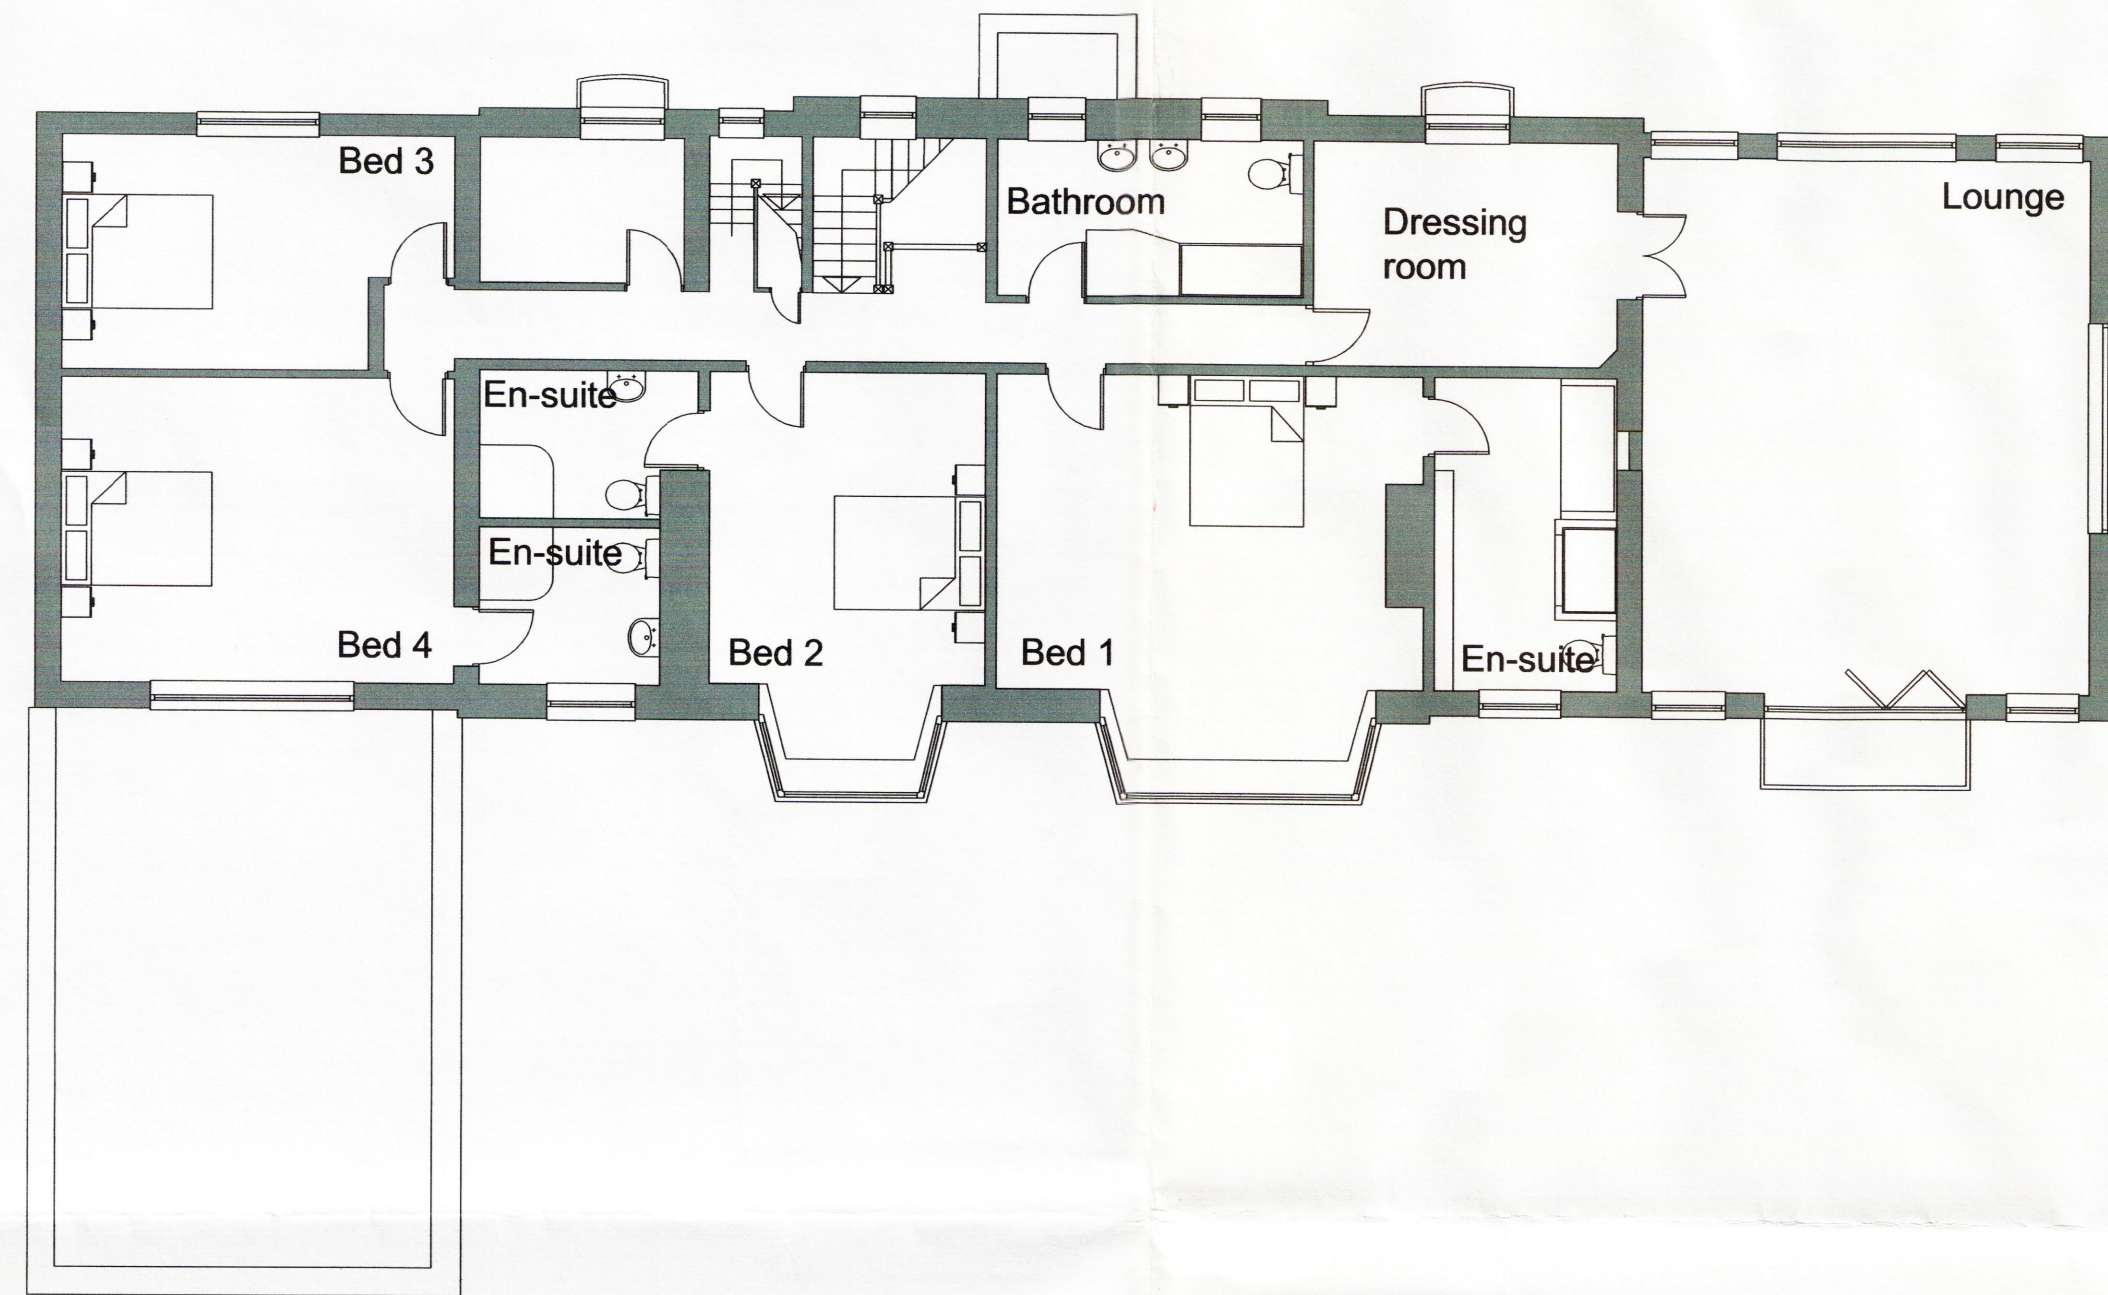 Bed 3
Bathroom
Dressing
room
Lounge
En-suite
En-suite
Bed 4
Bed 2
Bed 1
En-suite